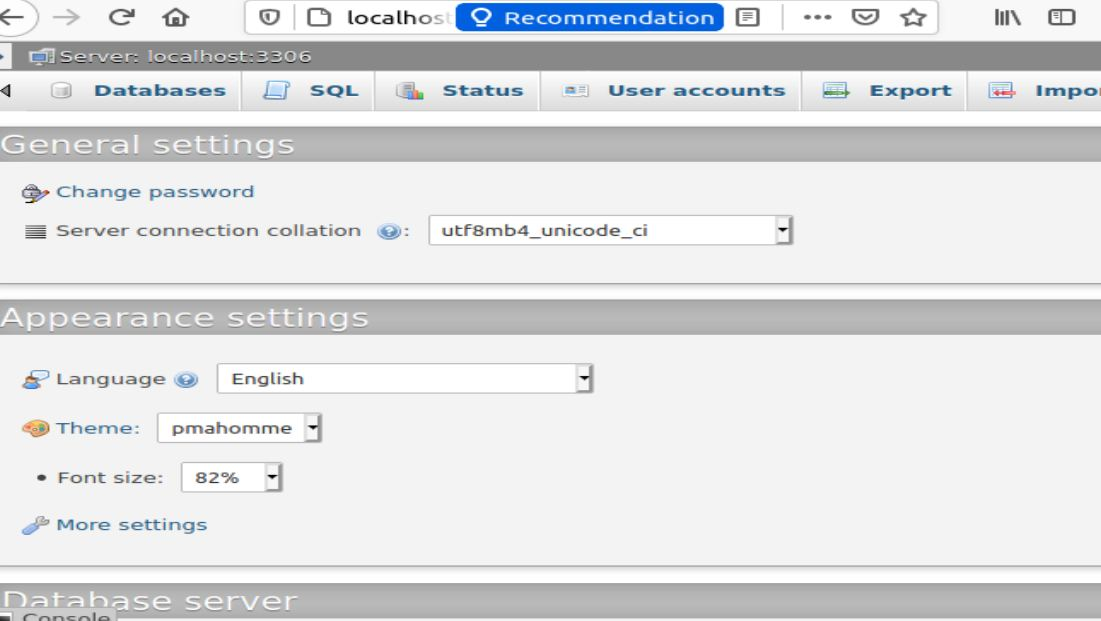 localhost Recommendation
Server: localhost:3306
Databases SQL Status User accounts Export Impo
General settings
Change password
Server connection collation : utf8mb4_unicode_ci
Appearance settings
Language English
Theme: pmahomme
• Font size: 82%
More settings
Database server
Console